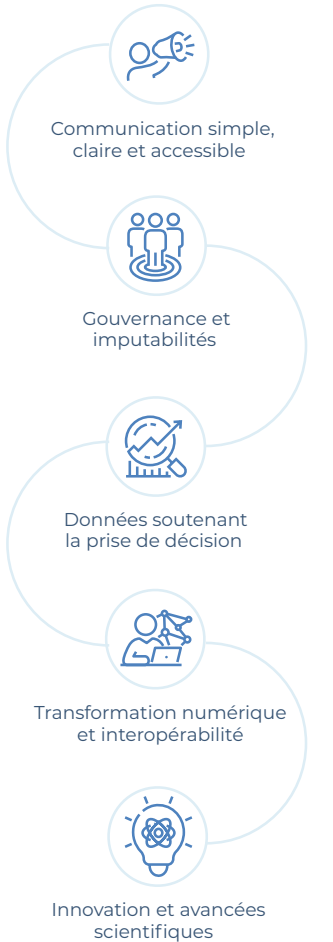 Communication simple,
claire et accessible
Gouvernance et
imputabilités
Données soutenant
la prise de décision
Transformation numérique
et interopérabilité
Innovation et avancées
scientifiques